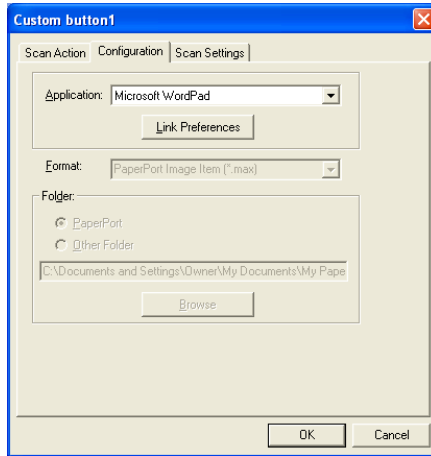 Custom button1
Scan Action Configuration Scan Settings
Application: Microsoft WordPad
Link Preferences
Format: PaperPort Image Item (*.max)
Folder:
PaperPort
Other Folder
C:\Documents and Settings\Owner\My Documents\My Pape
Browse
OK Cancel